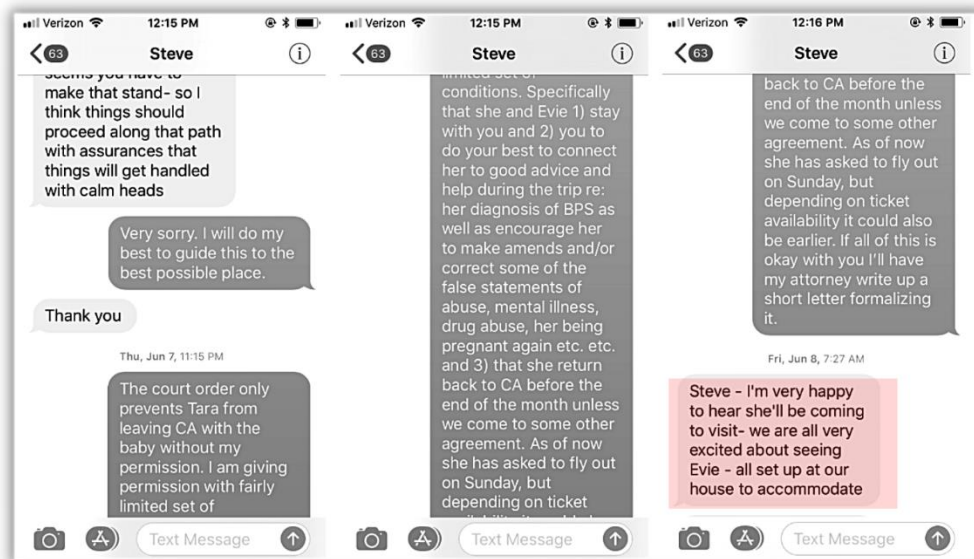 Verizon 12:15 PM
63 Steve
seems you have to
make that stand- so I
think things should
proceed along that path
with assurances that
things will get handled
with calm heads
Very sorry. I will do my
best to guide this to the
best possible place.
Thank you
Thu, Jun 7, 11:15 PM
The court order only
prevents Tara from
leaving CA with the
baby without my
permission. I am giving
permission with fairly
limited set of
Text Message
Verizon 12:15 PM
63 Steve
limited set of
conditions. Specifically
that she and Evie 1) stay
with you and 2) you to
do your best to connect
her to good advice and
help during the trip re:
her diagnosis of BPS as
well as encourage her
to make amends and/or
correct some of the
false statements of
abuse, mental illness,
drug abuse, her being
pregnant again etc. etc.
and 3) that she return
back to CA before the
end of the month unless
we come to some other
agreement. As of now
she has asked to fly out
on Sunday, but
depending on ticket
Text Message
Verizon 12:16 PM
63 Steve
back to CA before the
end of the month unless
we come to some other
agreement. As of now
she has asked to fly out
on Sunday, but
depending on ticket
availability it could also
be earlier. If all of this is
okay with you I'll have
my attorney write up a
short letter formalizing
it.
Fri, Jun 8, 7:27 AM
Steve - I'm very happy
to hear she'll be coming
to visit- we are all very
excited about seeing
Evie - all set up at our
house to accommodate
Text Message